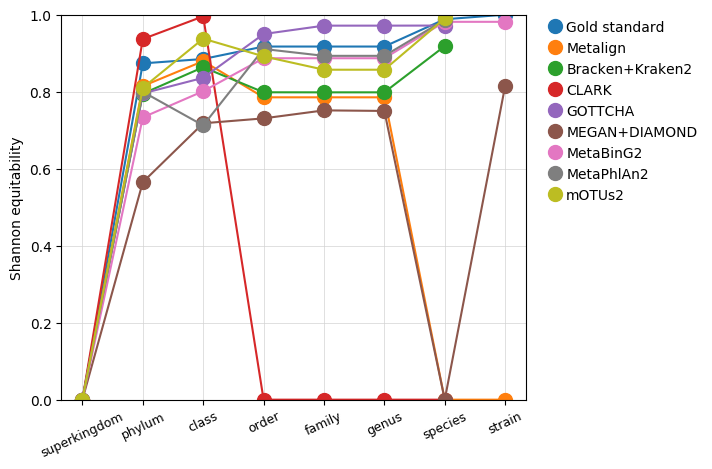 Shannon equitability
1.0
0.8
0.6
0.4
0.2
0.0
superkingdom
phylum
class
order
family
genus
species
strain
Gold standard
Metalign
Bracken+Kraken2
CLARK
GOTTCHA
MEGAN+DIAMOND
MetaBinG2
MetaPhlAn2
mOTUs2